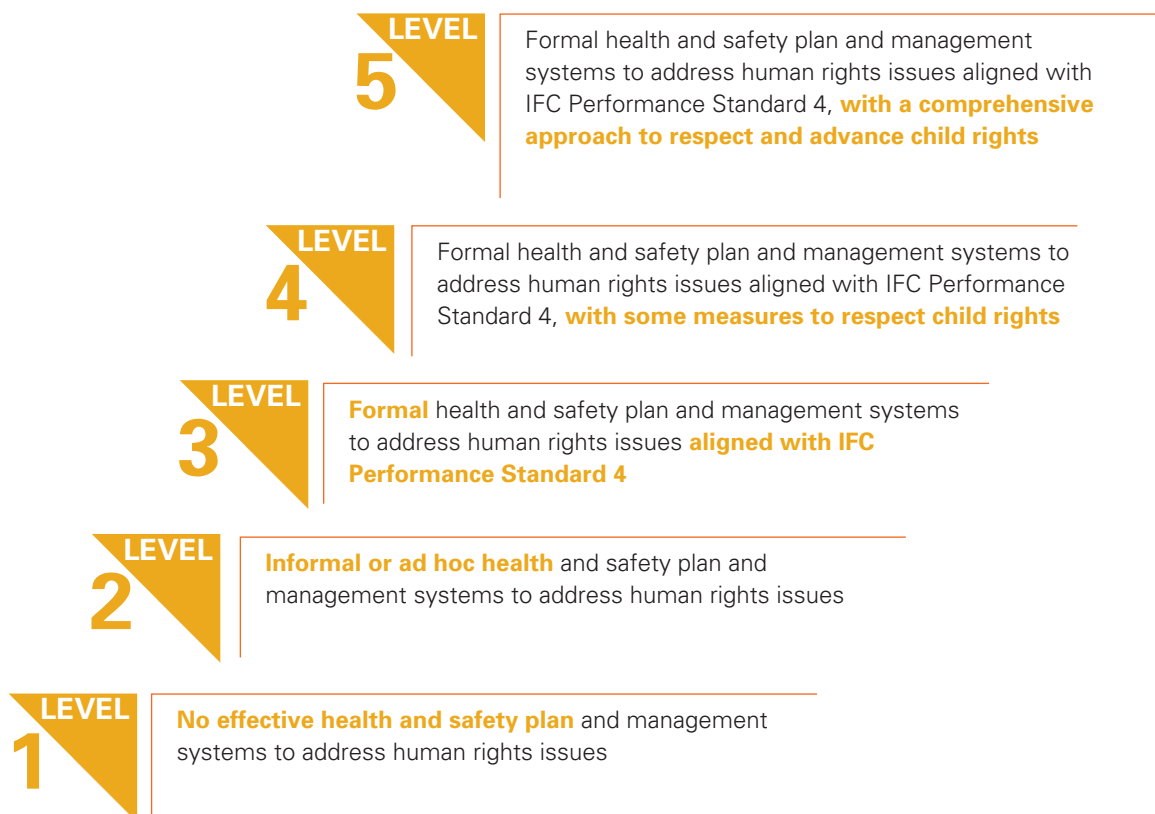 LEVEL
5
Formal health and safety plan and management
systems to address human rights issues aligned with
IFC Performance Standard 4, with a comprehensive
approach to respect and advance child rights
LEVEL
4
Formal health and safety plan and management systems to
address human rights issues aligned with IFC Performance
Standard 4, with some measures to respect child rights
LEVEL
3
Formal health and safety plan and management systems
to address human rights issues aligned with IFC
Performance Standard 4
LEVEL
2
Informal or ad hoc health and safety plan and
management systems to address human rights issues
LEVEL
1
No effective health and safety plan and management
systems to address human rights issues